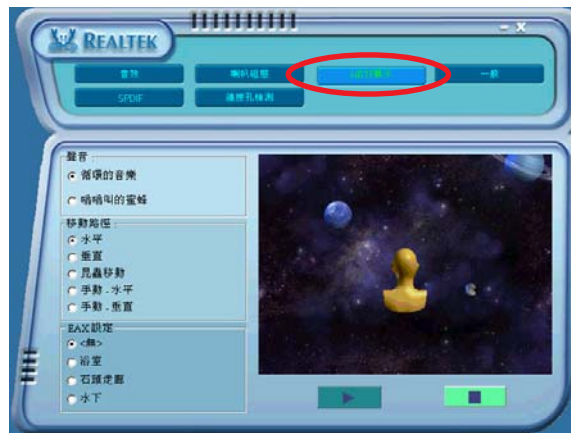 REALTEK
音效 喇叭組態 一般
SPDIF 連接孔檢測
聲音
循環的音樂
嗡嗡叫的蜜蜂
移動路徑：
水平
垂直
昆蟲移動
手動 - 水平
手動 - 垂直
EAX 設定
<無>
浴室
石頭走廊
水下